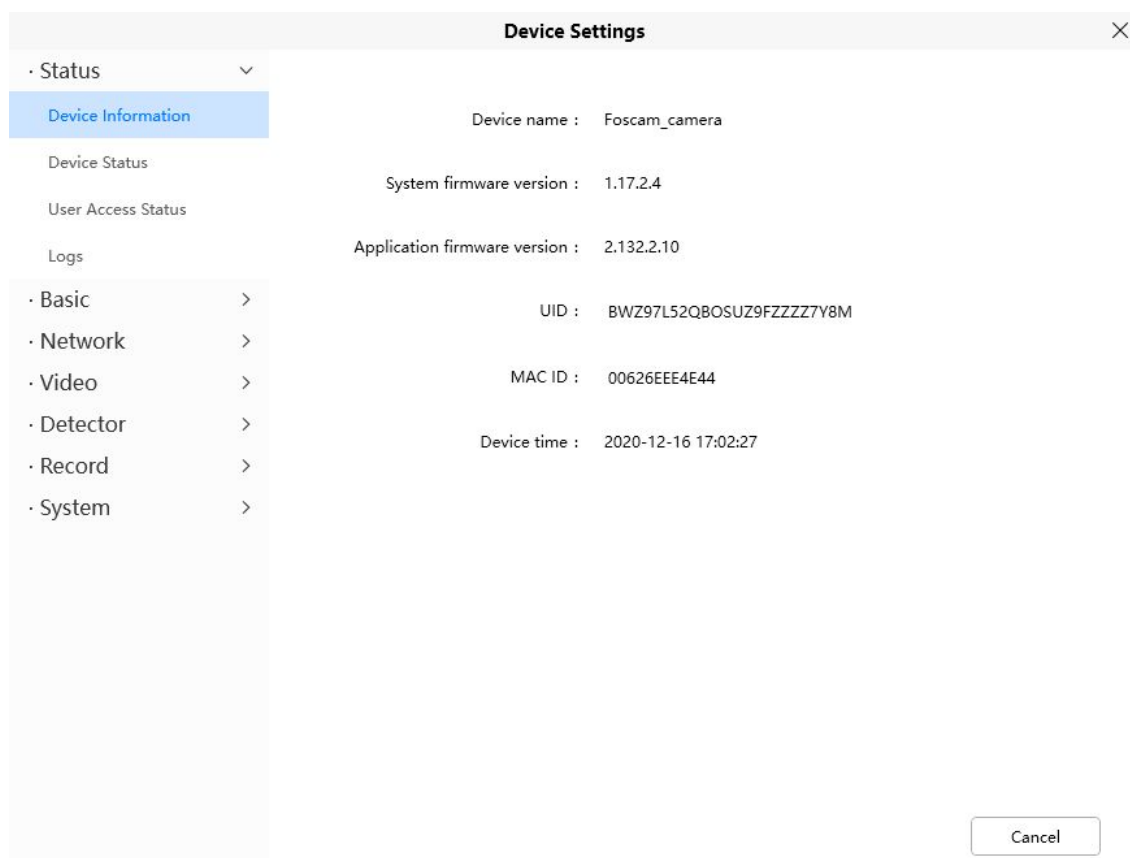 Device Settings
· Status
Device Information
Device Status
User Access Status
Logs
· Basic
· Network
· Video
· Detector
· Record
· System
Device name : Foscam_camera
System firmware version : 1.17.2.4
Application firmware version : 2.132.2.10
UID : BWZ97L52QBOSUZ9FZZZZ7Y8M
MAC ID : 00626EEE4E44
Device time : 2020-12-16 17:02:27
Cancel